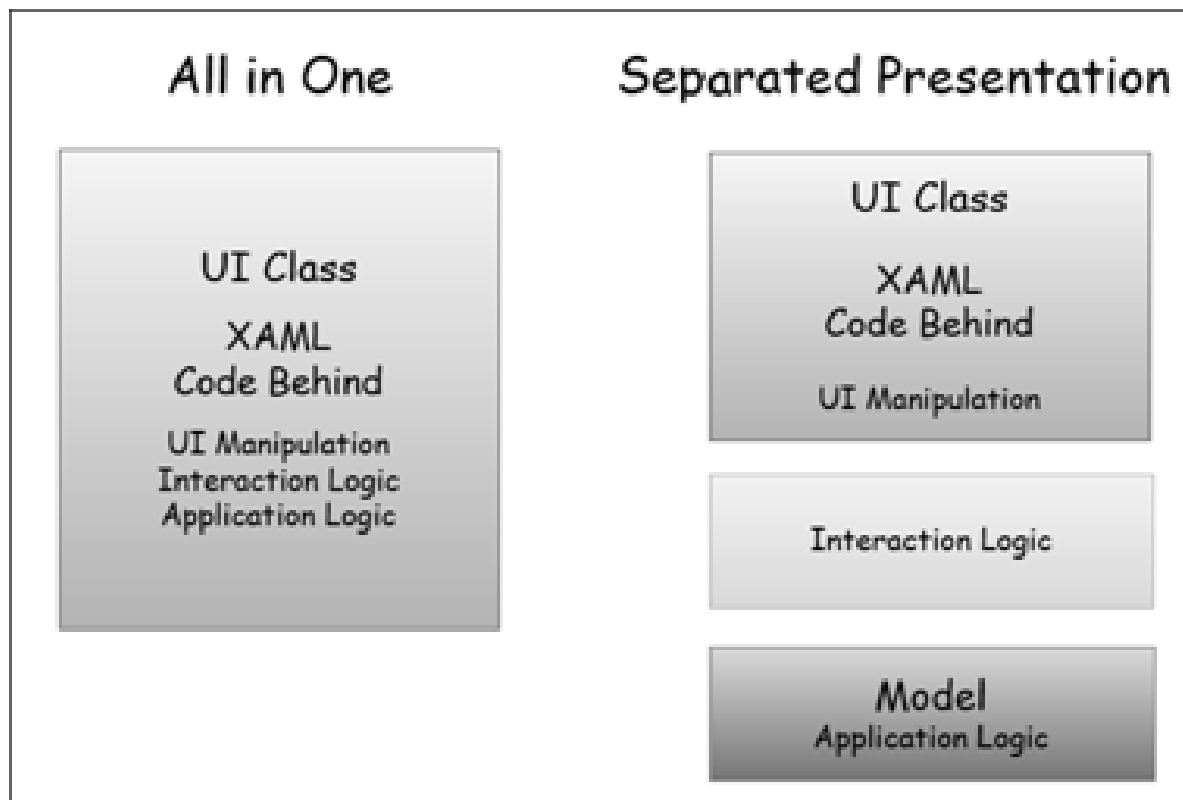 All in One
UI Class
XAML
Code Behind
UI Manipulation
Interaction Logic
Application Logic
Separated Presentation
UI Class
XAML
Code Behind
UI Manipulation
Interaction Logic
Model
Application Logic